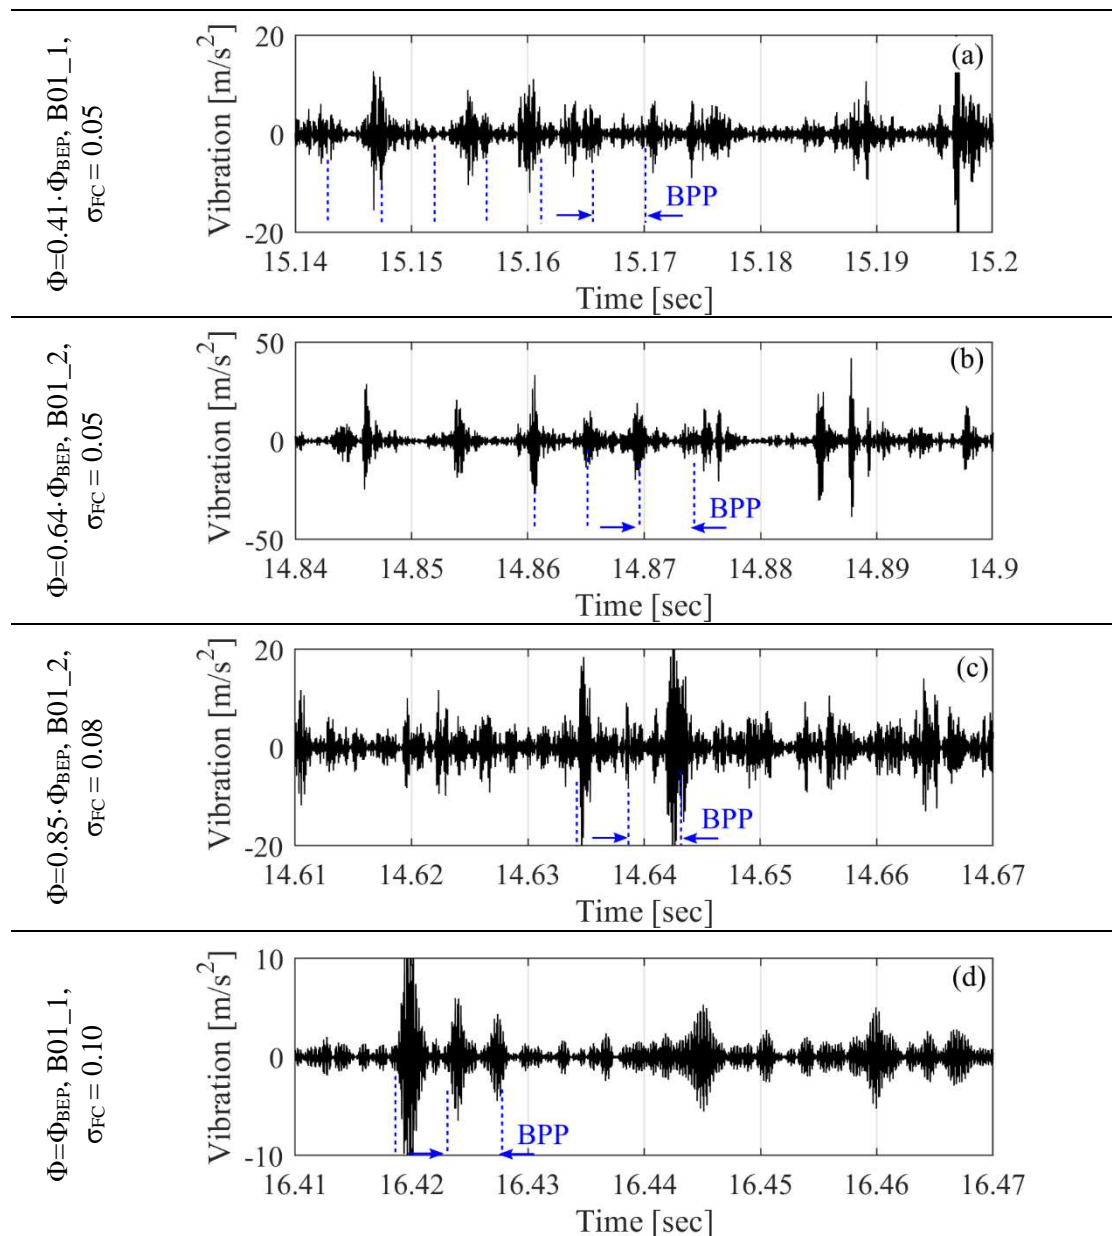 Φ=0.41·Φ_BEP, B01_1,
σ_FC = 0.05
Vibration [m/s²]
20
0
-20
(a)
BPP
15.14 15.15 15.16 15.17 15.18 15.19 15.2
Time [sec]
Φ=0.64·Φ_BEP, B01_2,
σ_FC = 0.05
Vibration [m/s²]
50
0
-50
(b)
BPP
14.84 14.85 14.86 14.87 14.88 14.89 14.9
Time [sec]
Φ=0.85·Φ_BEP, B01_2,
σ_FC = 0.08
Vibration [m/s²]
20
0
-20
(c)
BPP
14.61 14.62 14.63 14.64 14.65 14.66 14.67
Time [sec]
Φ=Φ_BEP, B01_1,
σ_FC = 0.10
Vibration [m/s²]
10
0
-10
(d)
BPP
16.41 16.42 16.43 16.44 16.45 16.46 16.47
Time [sec]